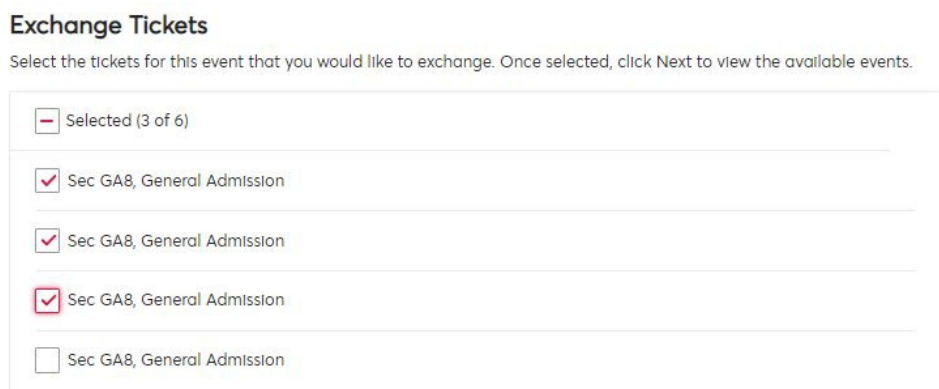 Exchange Tickets
Select the tickets for this event that you would like to exchange. Once selected, click Next to view the available events.
Selected (3 of 6)
Sec GA8, General Admission
Sec GA8, General Admission
Sec GA8, General Admission
Sec GA8, General Admission